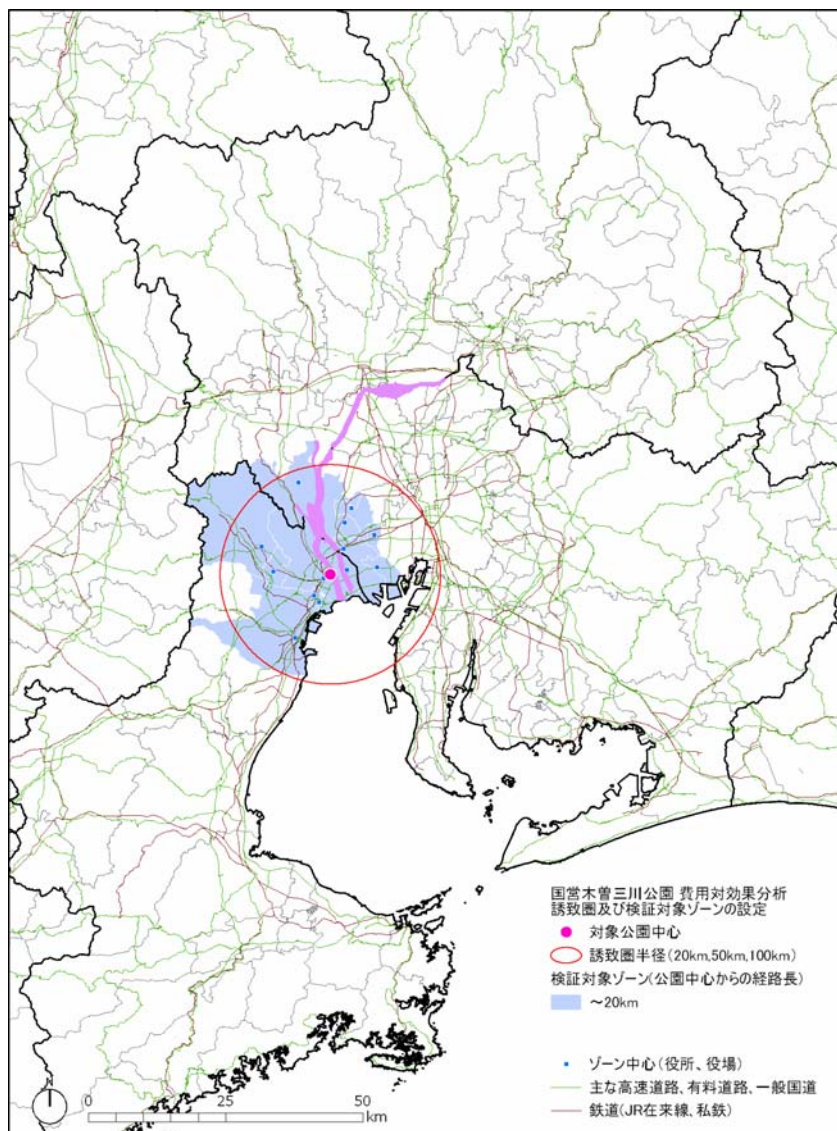 国営木曽三川公園 費用対効果分析
誘致圏及び検証対象ゾーンの設定
対象公園中心
誘致圏半径(20km,50km,100km)
検証対象ゾーン(公園中心からの経路長)
～20km
ゾーン中心(役所、役場)
主な高速道路、有料道路、一般国道
鉄道(JR在来線、私鉄)
0 25 50
km